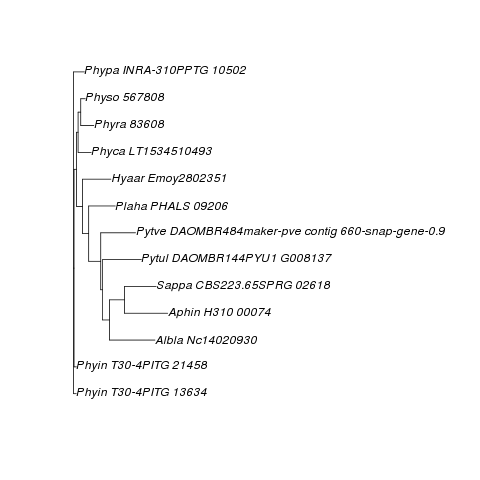 Phypa INRA-310PPTG 10502
Physo 567808
Phyra 83608
Phyca LT1534510493
Hyaar Emoy2802351
Plaha PHALS 09206
Pytve DAOMBR484maker-pve contig 660-snap-gene-0.9
Pytul DAOMBR144PYU1 G008137
Sappa CBS223.65SPRG 02618
Aphin H310 00074
Albla Nc14020930
Phyin T30-4PITG 21458
Phyin T30-4PITG 13634